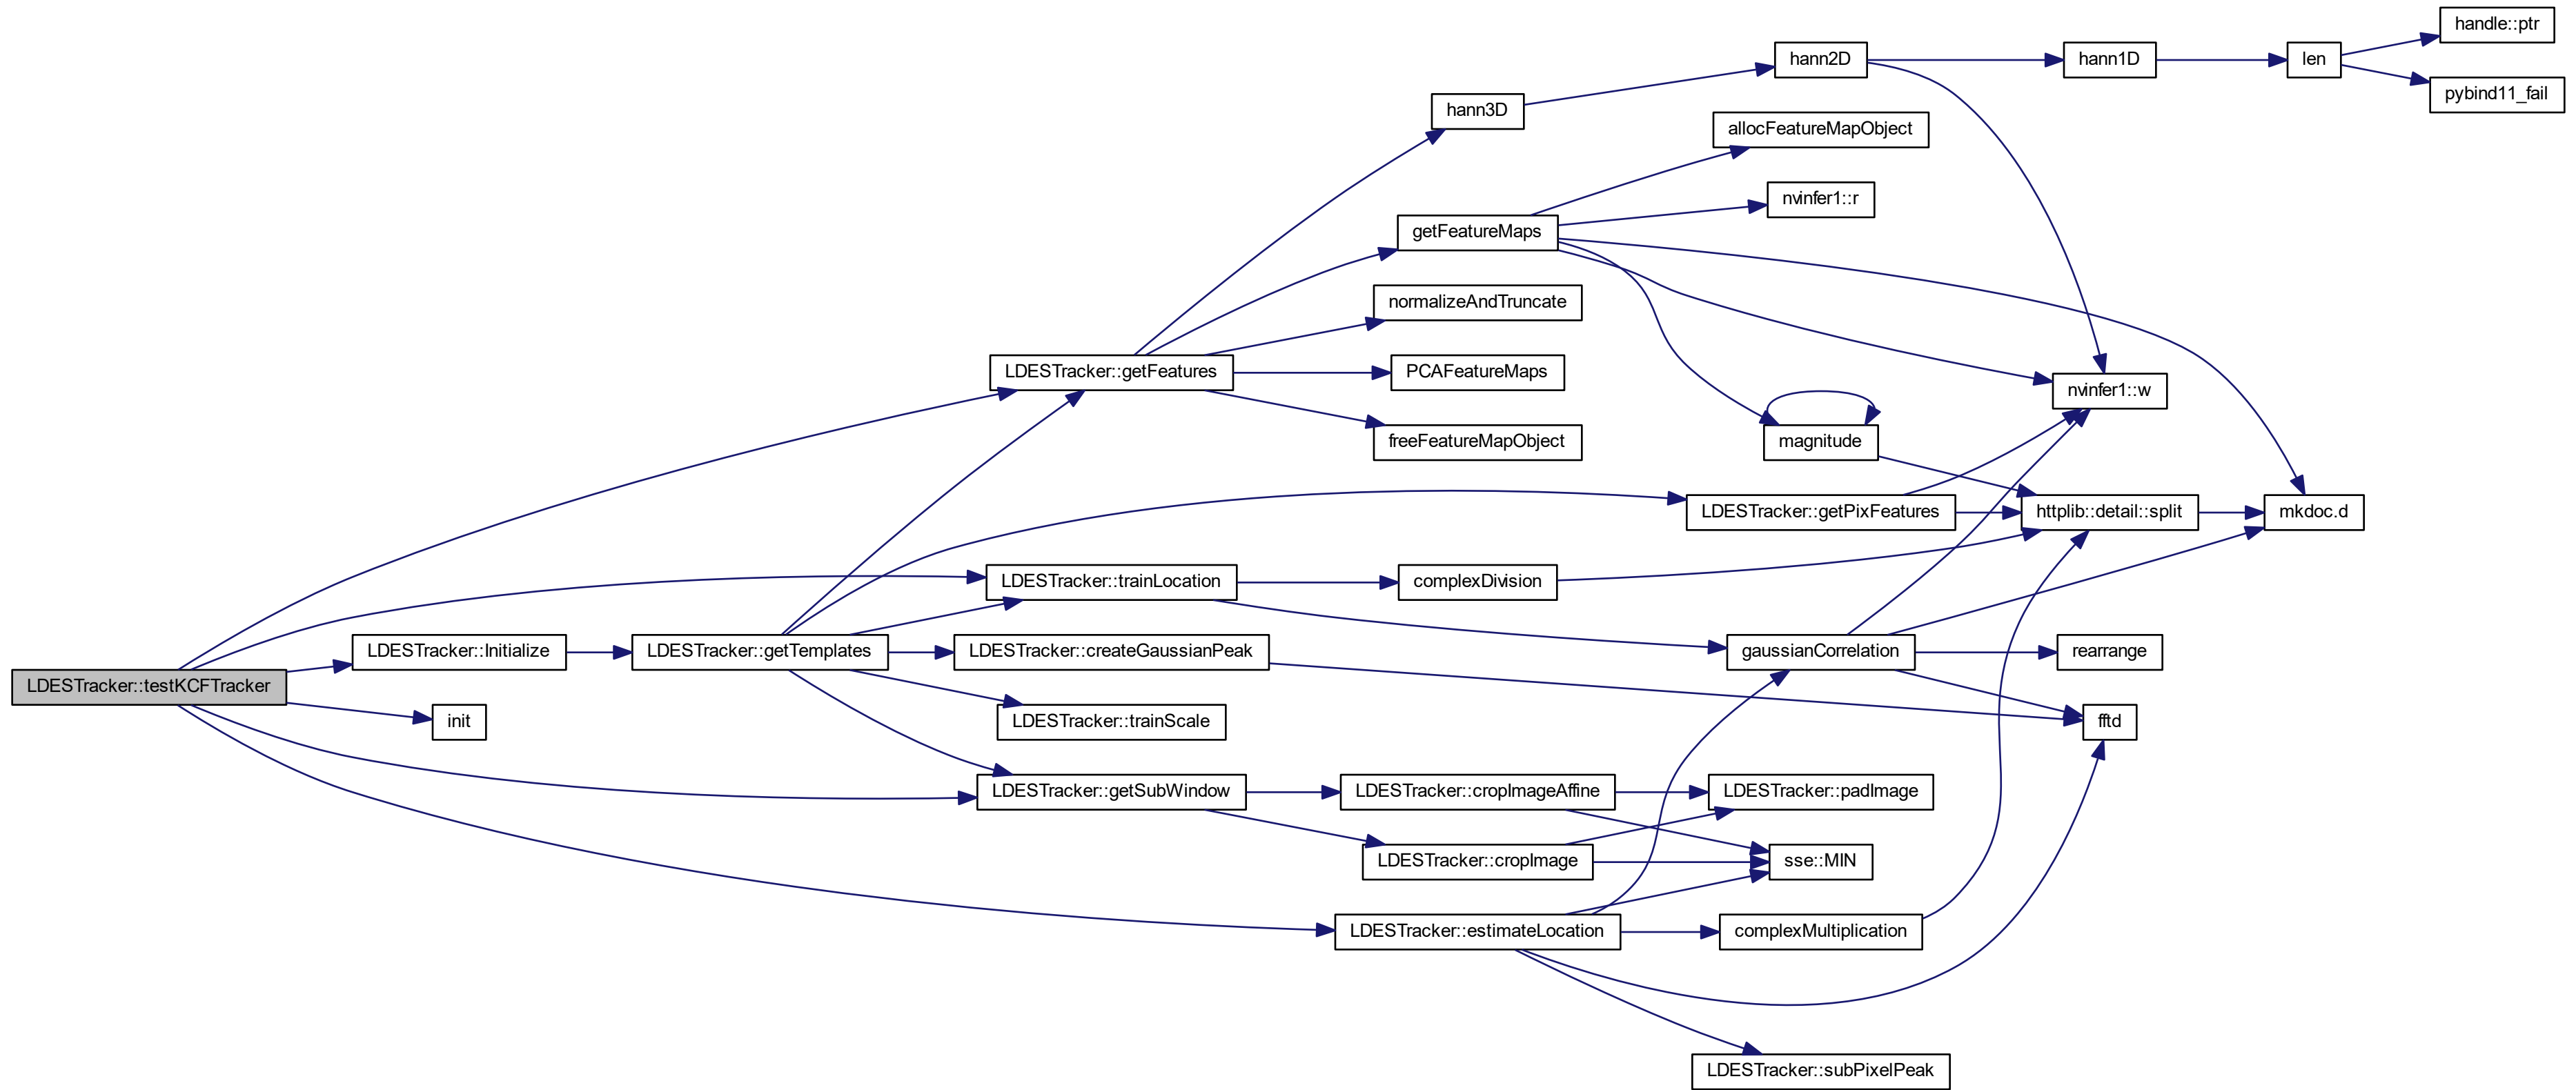 handle::ptr
hann2D
hann1D
len
pybind11_fail
hann3D
allocFeatureMapObject
nvinfer1::r
getFeatureMaps
normalizeAndTruncate
LDESTracker::getFeatures
PCAFeatureMaps
nvinfer1::w
freeFeatureMapObject
magnitude
LDESTracker::getPixFeatures
httplib::detail::split
mkdoc.d
LDESTracker::trainLocation
complexDivision
LDESTracker::Initialize
LDESTracker::getTemplates
LDESTracker::createGaussianPeak
gaussianCorrelation
rearrange
LDESTracker::testKCFTracker
init
LDESTracker::trainScale
fftd
LDESTracker::getSubWindow
LDESTracker::cropImageAffine
LDESTracker::padImage
LDESTracker::cropImage
sse::MIN
LDESTracker::estimateLocation
complexMultiplication
LDESTracker::subPixelPeak